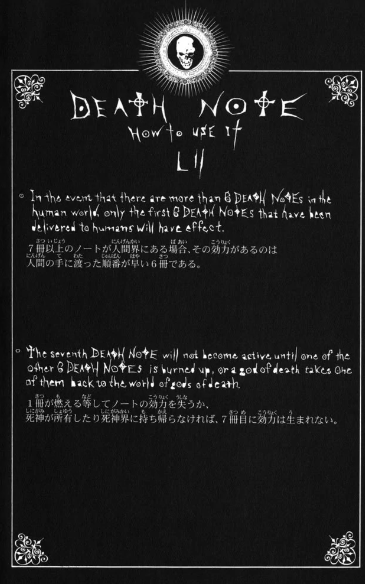 DEATH NOTE
HOW TO USE IT
LII
○ In the event that there are more than 6 DEATH NOTEs in the
human world, only the first 6 DEATH NOTEs that have been
delivered to humans will have effect.
７冊以上のノートが人間界にある場合、その効力があるのは
人間の手に渡った順番が早い６冊である。
○ The seventh DEATH NOTE will not become active until one of the
other 6 DEATH NOTEs is burned up, or a god of death takes One
of them back to the world of gods of death.
１冊が燃える等してノートの効力を失うか、
死神が所有したり死神界に持ち帰らなければ、７冊目に効力は生まれない。